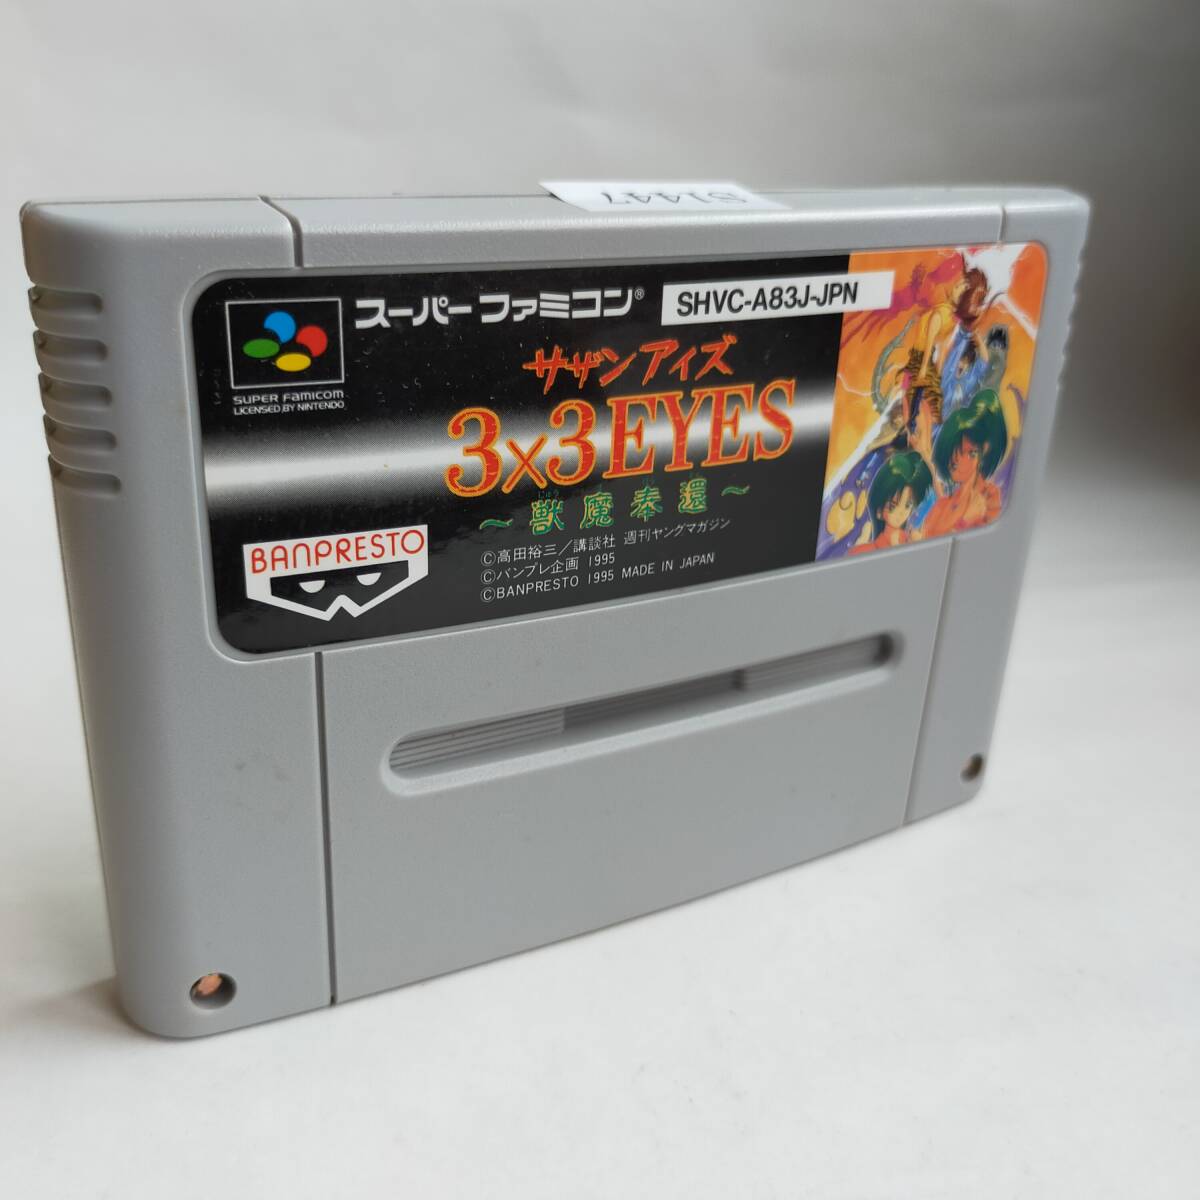 S1447
スーパーファミコン®
SHVC-A83J-JPN
SUPER FAMICOM
LICENSED BY NINTENDO
サザンアイズ
3×3EYES
～獣魔奉還～
BANPRESTO
©高田裕三／講談社 週刊ヤングマガジン
©バンプレ企画 1995
©BANPRESTO 1995 MADE IN JAPAN